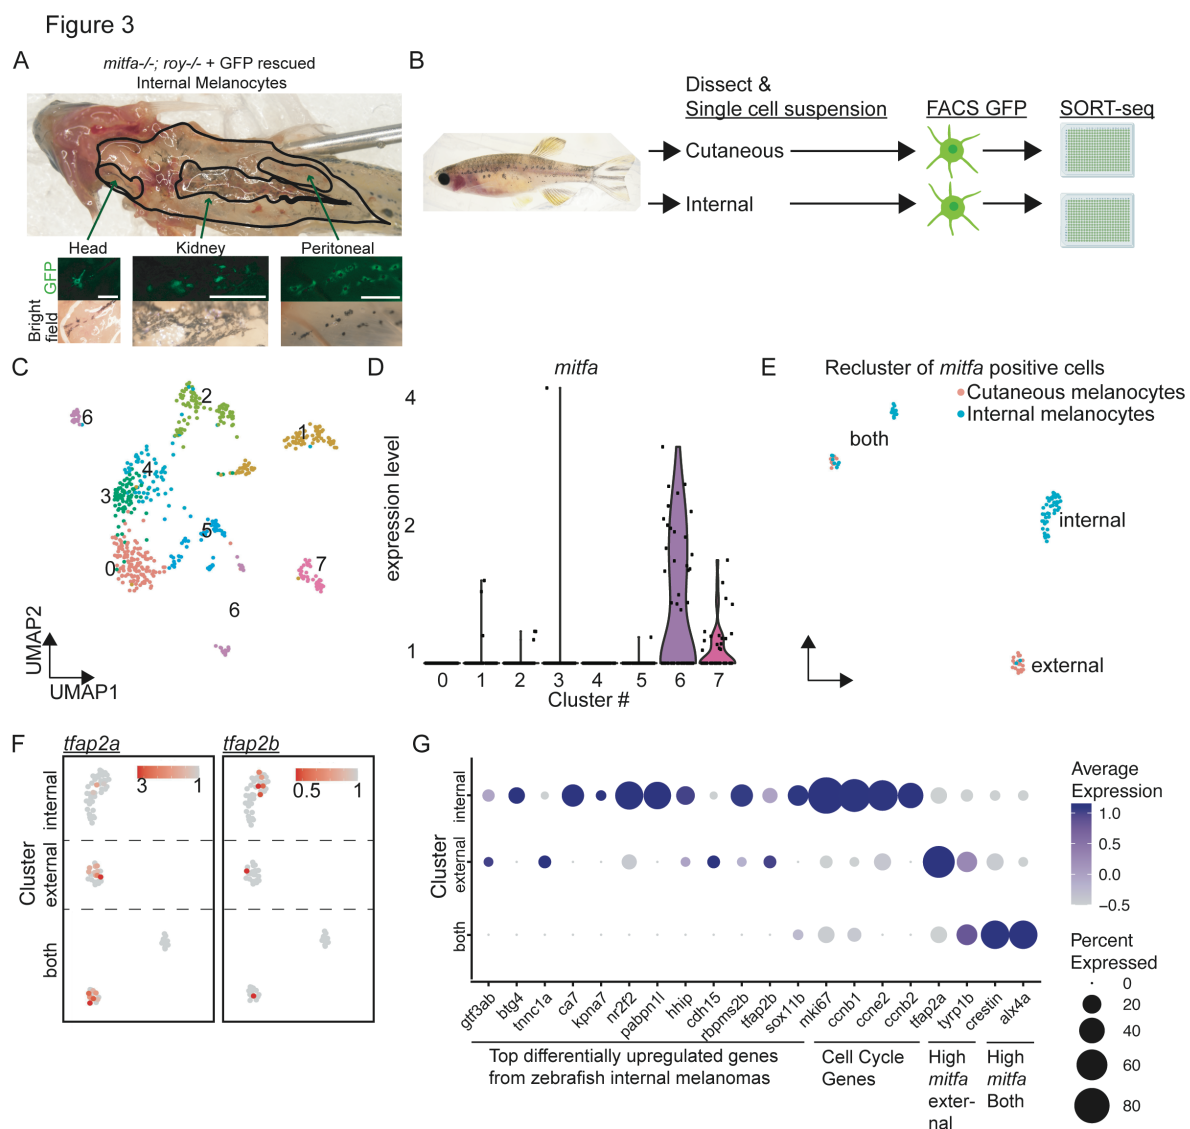 Figure 3
A
mitfa-/-; roy-/- + GFP rescued
Internal Melanocytes
Head
Kidney
Peritoneal
GFP
Bright
field
B
Dissect &
Single cell suspension
FACS GFP
SORT-seq
Cutaneous
Internal
C
2
6
1
4
3
5
0
7
6
UMAP2
UMAP1
D
mitfa
expression level
4
2
1
0 1 2 3 4 5 6 7
Cluster #
E
Recluster of mitfa positive cells
Cutaneous melanocytes
Internal melanocytes
both
internal
external
F
tfap2a
tfap2b
3 1
0.5 1
Cluster
internal
external
both
G
Cluster
internal
external
both
gtf3ab
btg4
tnnc1a
ca7
kpna7
nr2f2
pabpn1l
hhip
cdh15
rbpms2b
tfap2b
sox11b
mki67
ccnb1
ccne2
ccnb2
tfap2a
tyrp1b
crestin
alx4a
Top differentially upregulated genes
from zebrafish internal melanomas
Cell Cycle
Genes
High
mitfa
exter-
nal
High
mitfa
Both
Average
Expression
1.0
0.5
0.0
−0.5
Percent
Expressed
0
20
40
60
80